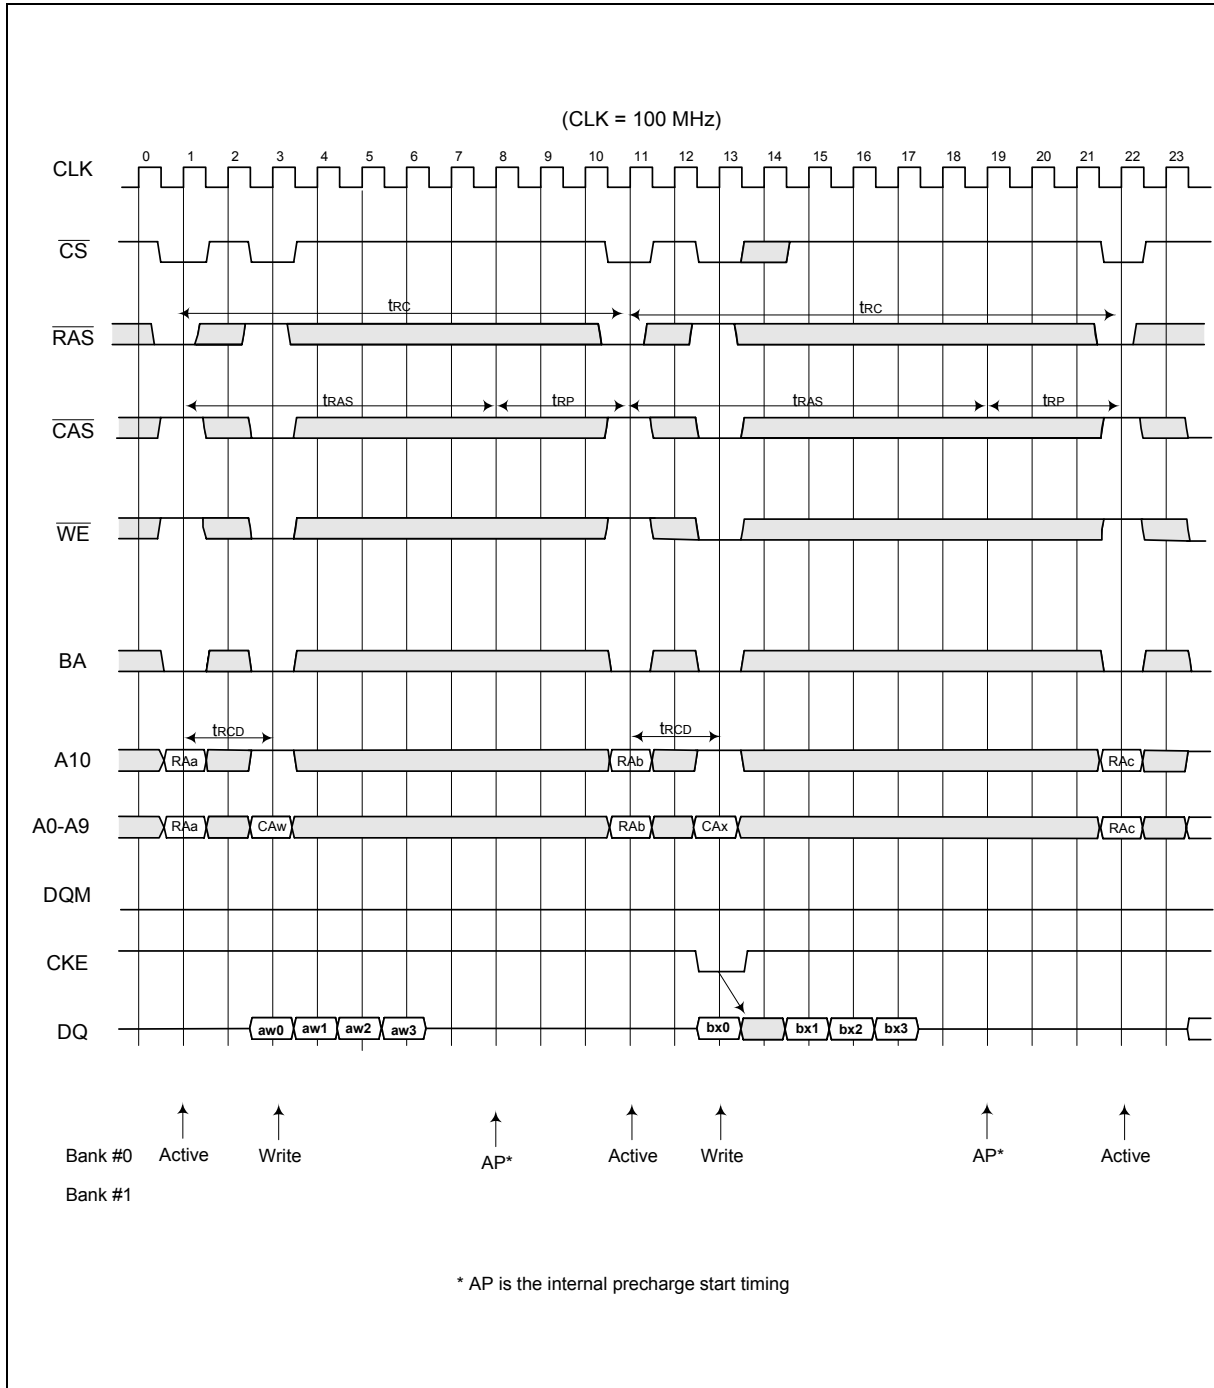 (CLK = 100 MHz)
0 1 2 3 4 5 6 7 8 9 10 11 12 13 14 15 16 17 18 19 20 21 22 23
CLK
CS
tRC tRC
RAS
tRAS tRP tRAS tRP
CAS
WE
BA
tRCD tRCD
A10 RAa RAb RAc
A0-A9 RAa CAw RAb CAx RAc
DQM
CKE
DQ aw0 aw1 aw2 aw3 bx0 bx1 bx2 bx3
Bank #0 Active Write AP* Active Write AP* Active
Bank #1
* AP is the internal precharge start timing